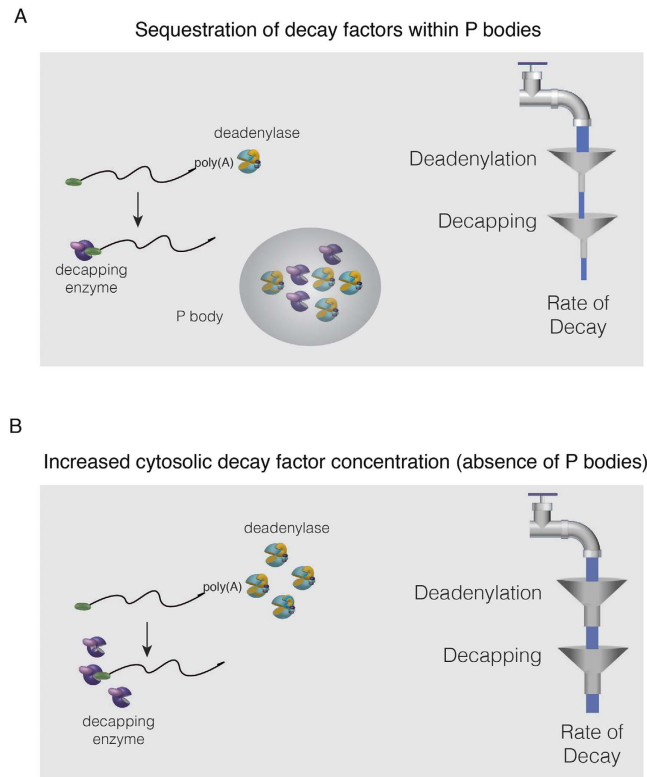 A
Sequestration of decay factors within P bodies
deadenylase
poly(A)
decapping
enzyme
P body
Deadenylation
Decapping
Rate of
Decay
B
Increased cytosolic decay factor concentration (absence of P bodies)
deadenylase
poly(A)
decapping
enzyme
Deadenylation
Decapping
Rate of
Decay